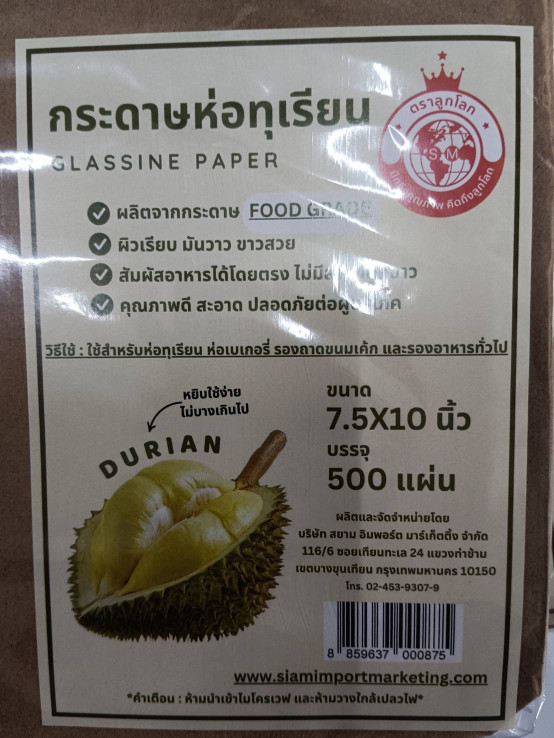 กระดาษห่อทุเรียน
GLASSINE PAPER
ตราลูกโลก
S M
คิดถึงลูกโลก
ผลิตจากกระดาษ FOOD GRADE
ผิวเรียบ มันวาว ขาวสวย
สัมผัสอาหารได้โดยตรง
คุณภาพดี สะอาด ปลอดภัยต่อ
วิธีใช้ : ใช้สำหรับห่อทุเรียน ห่อเบเกอรี่ รองถาดขนมเค้ก และรองอาหารทั่วไป
หยิบใช้ง่าย
ไม่บางเกินไป
DURIAN
ขนาด
7.5X10 นิ้ว
บรรจุ
500 แผ่น
ผลิตและจัดจำหน่ายโดย
บริษัท สยาม อิมพอร์ต มาร์เก็ตติ้ง จำกัด
116/6 ซอยเทียนทะเล 24 แขวงท่าข้าม
เขตบางขุนเทียน กรุงเทพมหานคร 10150
โทร. 02-453-9307-9
8 859637 000875
www.siamimportmarketing.com
*คำเตือน : ห้ามนำเข้าไมโครเวฟ และห้ามวางใกล้เปลวไฟ*